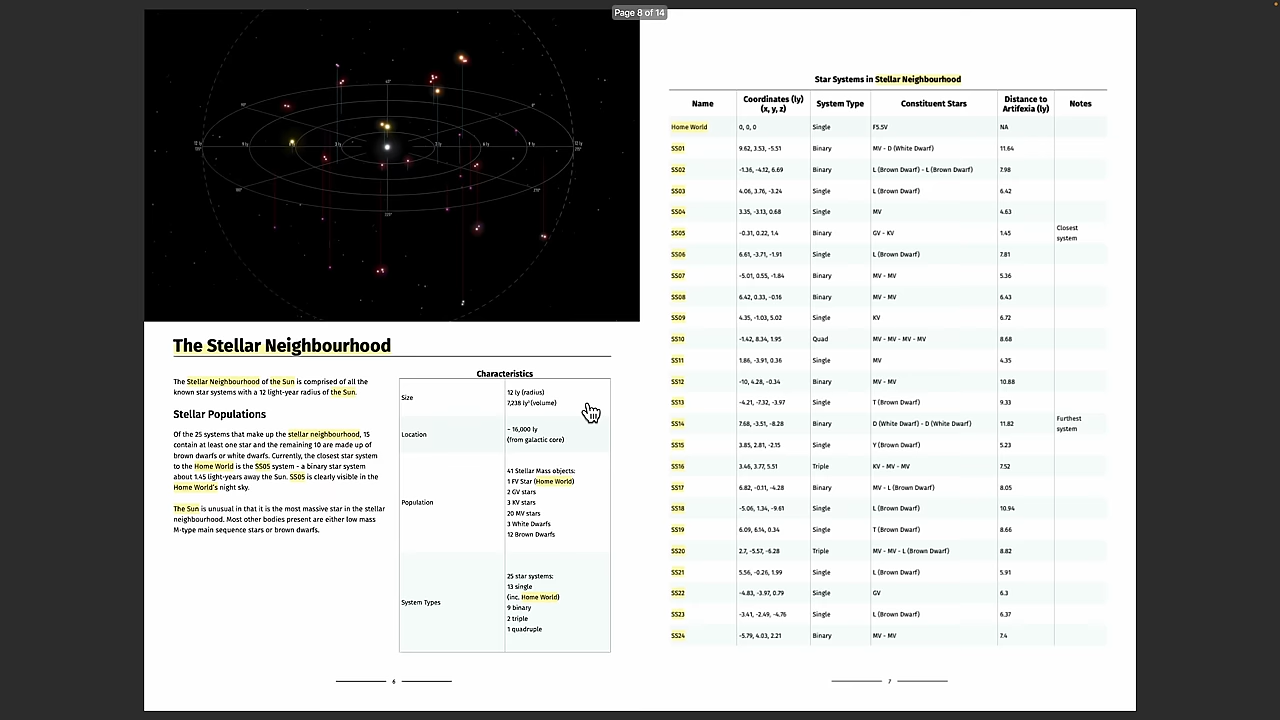 Page 8 of 14
The Stellar Neighbourhood
The Stellar Neighbourhood of the Sun is comprised of all the
known star systems with a 12 light-year radius of the Sun.
Stellar Populations
Of the 25 systems that make up the stellar neighbourhood, 15
contain at least one star and the remaining 10 are made up of
brown dwarfs or white dwarfs. Currently, the closest star system
to the Home World is the SS05 system - a binary star system
about 1.45 light-years away the Sun. SS05 is clearly visible in the
Home World's night sky.
The Sun is unusual in that it is the most massive star in the stellar
neighbourhood. Most other bodies present are either low mass
M-type main sequence stars or brown dwarfs.
Characteristics
Size
12 ly (radius)
7,238 ly³ (volume)
Location
~ 16,000 ly
(from galactic core)
Population
41 Stellar Mass objects:
1 FV Star (Home World)
2 GV stars
3 KV stars
20 MV stars
3 White Dwarfs
12 Brown Dwarfs
System Types
25 star systems:
13 single
(inc. Home World)
9 binary
2 triple
1 quadruple
6
Star Systems in Stellar Neighbourhood
Name Coordinates (ly) (x, y, z) System Type Constituent Stars Distance to Artifexia (ly) Notes
Home World 0, 0, 0 Single F5.5V NA
SS01 9.62, 3.53, -5.51 Binary MV - D (White Dwarf) 11.64
SS02 -1.36, -4.12, 6.69 Binary L (Brown Dwarf) - L (Brown Dwarf) 7.98
SS03 4.06, 3.76, -3.24 Single L (Brown Dwarf) 6.42
SS04 3.35, -3.13, 0.68 Single MV 4.63
SS05 -0.31, 0.22, 1.4 Binary GV - KV 1.45 Closest system
SS06 6.61, -3.71, -1.91 Single L (Brown Dwarf) 7.81
SS07 -5.01, 0.55, -1.84 Binary MV - MV 5.36
SS08 6.42, 0.33, -0.16 Binary MV - MV 6.43
SS09 4.35, -1.03, 5.02 Single KV 6.72
SS10 -1.42, 8.34, 1.95 Quad MV - MV - MV - MV 8.68
SS11 1.86, -3.91, 0.36 Single MV 4.35
SS12 -10, 4.28, -0.34 Binary MV - MV 10.88
SS13 -4.21, -7.32, -3.97 Single T (Brown Dwarf) 9.33
SS14 7.68, -3.51, -8.28 Binary D (White Dwarf) - D (White Dwarf) 11.82 Furthest system
SS15 3.85, 2.81, -2.15 Single Y (Brown Dwarf) 5.23
SS16 3.46, 3.77, 5.51 Triple KV - MV - MV 7.52
SS17 6.82, -0.11, -4.28 Binary MV - L (Brown Dwarf) 8.05
SS18 -5.06, 1.34, -9.61 Single L (Brown Dwarf) 10.94
SS19 6.09, 6.14, 0.34 Single T (Brown Dwarf) 8.66
SS20 2.7, -5.57, -6.28 Triple MV - MV - L (Brown Dwarf) 8.82
SS21 5.56, -0.26, 1.99 Single L (Brown Dwarf) 5.91
SS22 -4.83, -3.97, 0.79 Single GV 6.3
SS23 -3.41, -2.49, -4.76 Single L (Brown Dwarf) 6.37
SS24 -5.79, 4.03, 2.21 Binary MV - MV 7.4
7